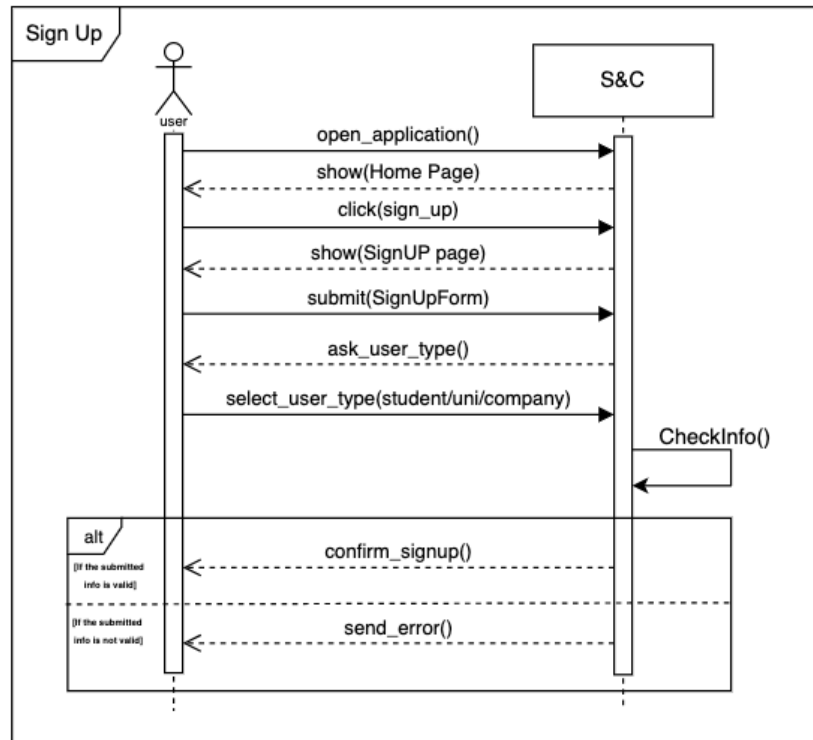 Sign Up
S&C
user
open_application()
show(Home Page)
click(sign_up)
show(SignUP page)
submit(SignUpForm)
ask_user_type()
select_user_type(student/uni/company)
CheckInfo()
alt
[If the submitted
info is valid]
confirm_signup()
[If the submitted
info is not valid]
send_error()